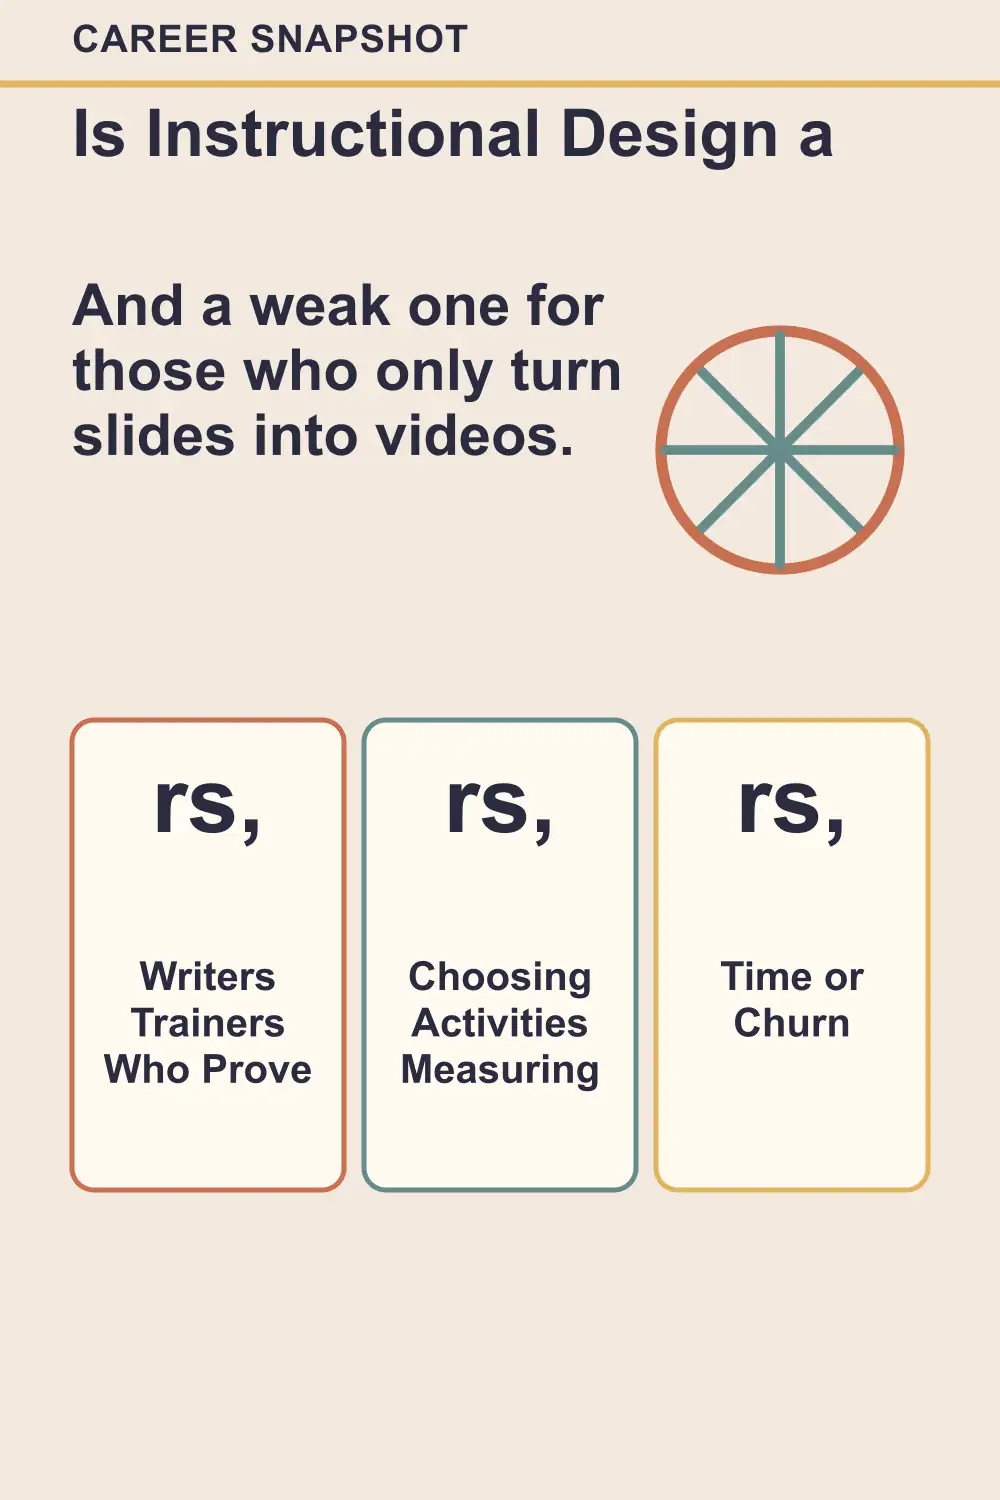 CAREER SNAPSHOT
Is Instructional Design a
And a weak one for
those who only turn
slides into videos.
rs,
Writers
Trainers
Who Prove
rs,
Choosing
Activities
Measuring
rs,
Time or
Churn